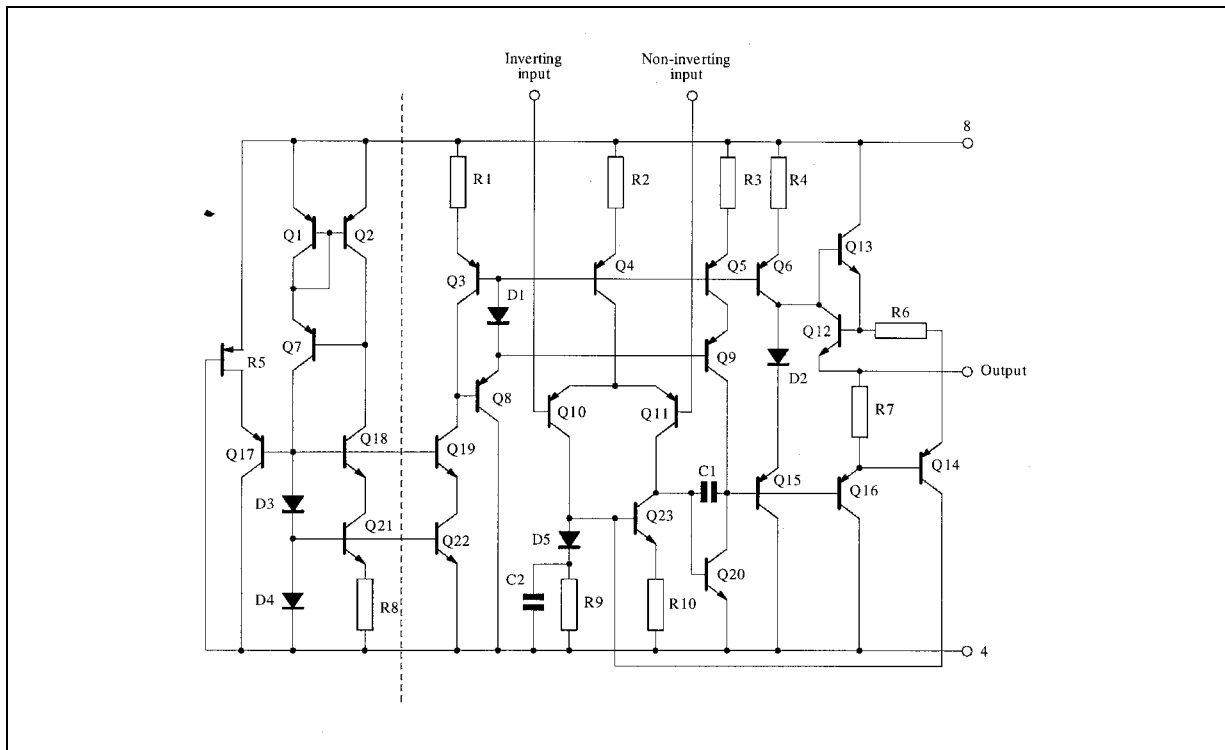 Inverting input
Non-inverting input
8
R1
R2
R3
R4
Q1
Q2
Q13
Q3
Q4
Q5
Q6
D1
R6
Q12
Q7
R5
Q9
D2
Output
Q8
Q10
Q11
R7
Q17
Q18
Q19
C1
Q15
Q16
Q14
D3
Q23
Q21
Q22
D5
Q20
C2
D4
R8
R9
R10
4